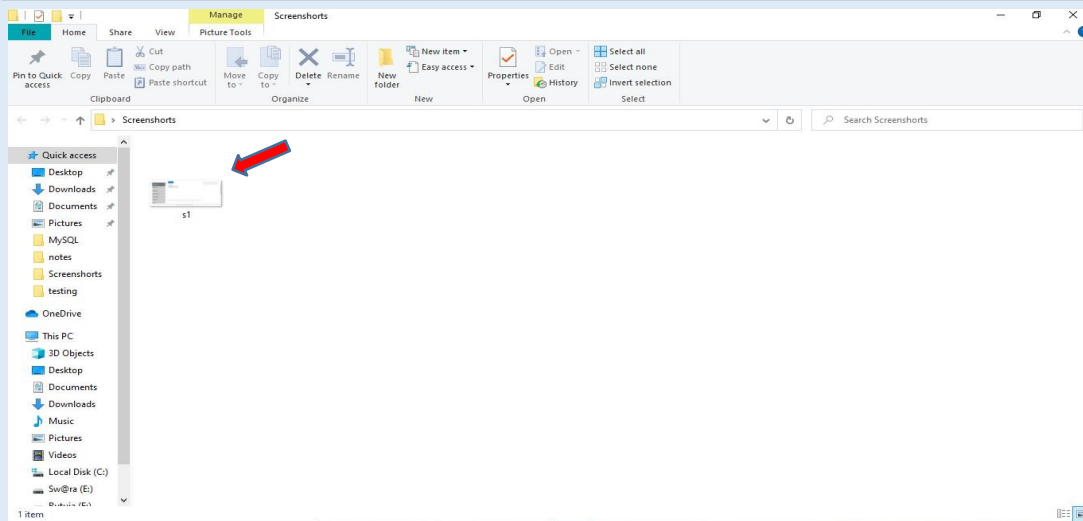 Manage
Screenshorts
File Home Share View Picture Tools
Pin to Quick access
Copy
Paste
Cut
Copy path
Paste shortcut
Clipboard
Move to
Copy to
Delete
Rename
Organize
New folder
New item
Easy access
New
Properties
Open
Edit
History
Open
Select all
Select none
Invert selection
Select
Screenshorts
Search Screenshorts
Quick access
Desktop
Downloads
Documents
Pictures
MySQL
notes
Screenshorts
testing
OneDrive
This PC
3D Objects
Desktop
Documents
Downloads
Music
Pictures
Videos
Local Disk (C:)
Sw@ra (E:)
s1
1 item